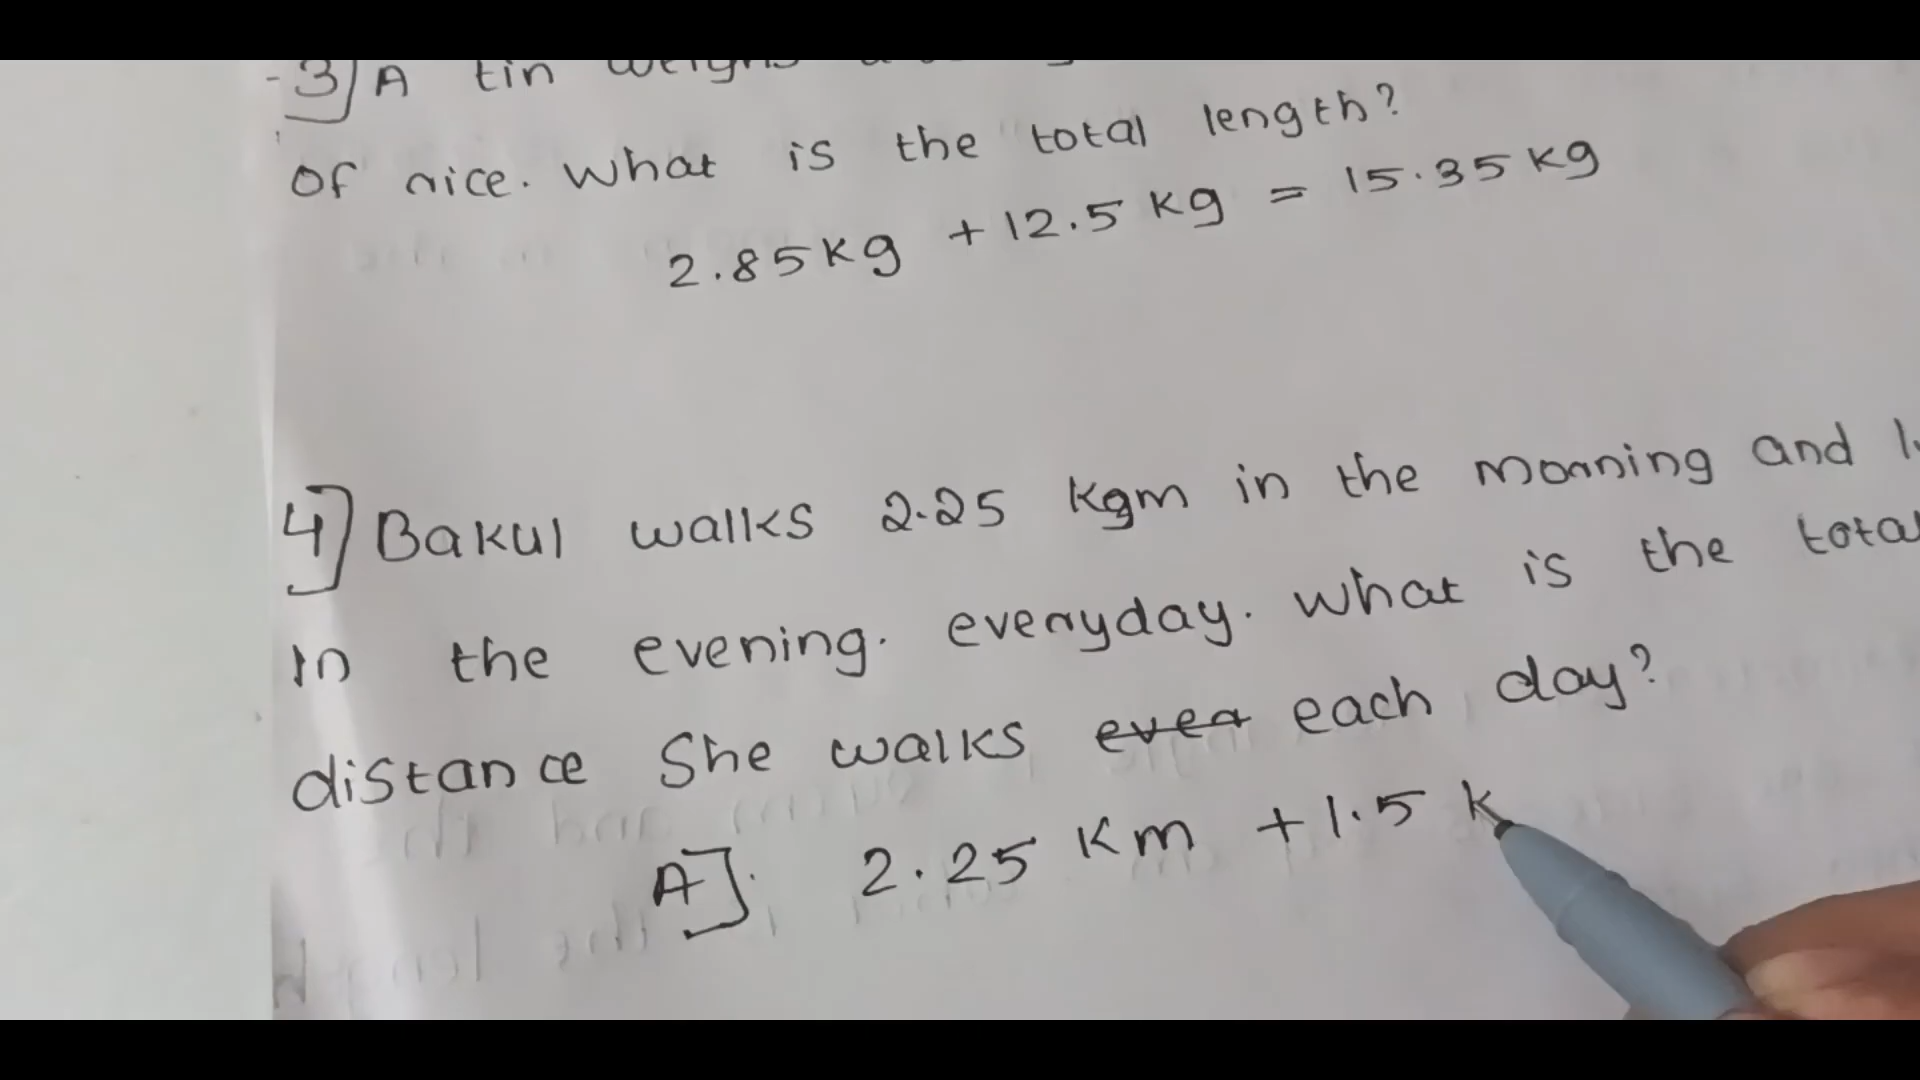 3] A tin weighs
of rice. What is the total length?
2.85kg + 12.5 kg = 15.35 kg
4] Bakul walks 2.25 kgm in the morning and
in the evening. everyday. What is the total
distance She walks ever each day?
A]. 2.25 Km + 1.5 k